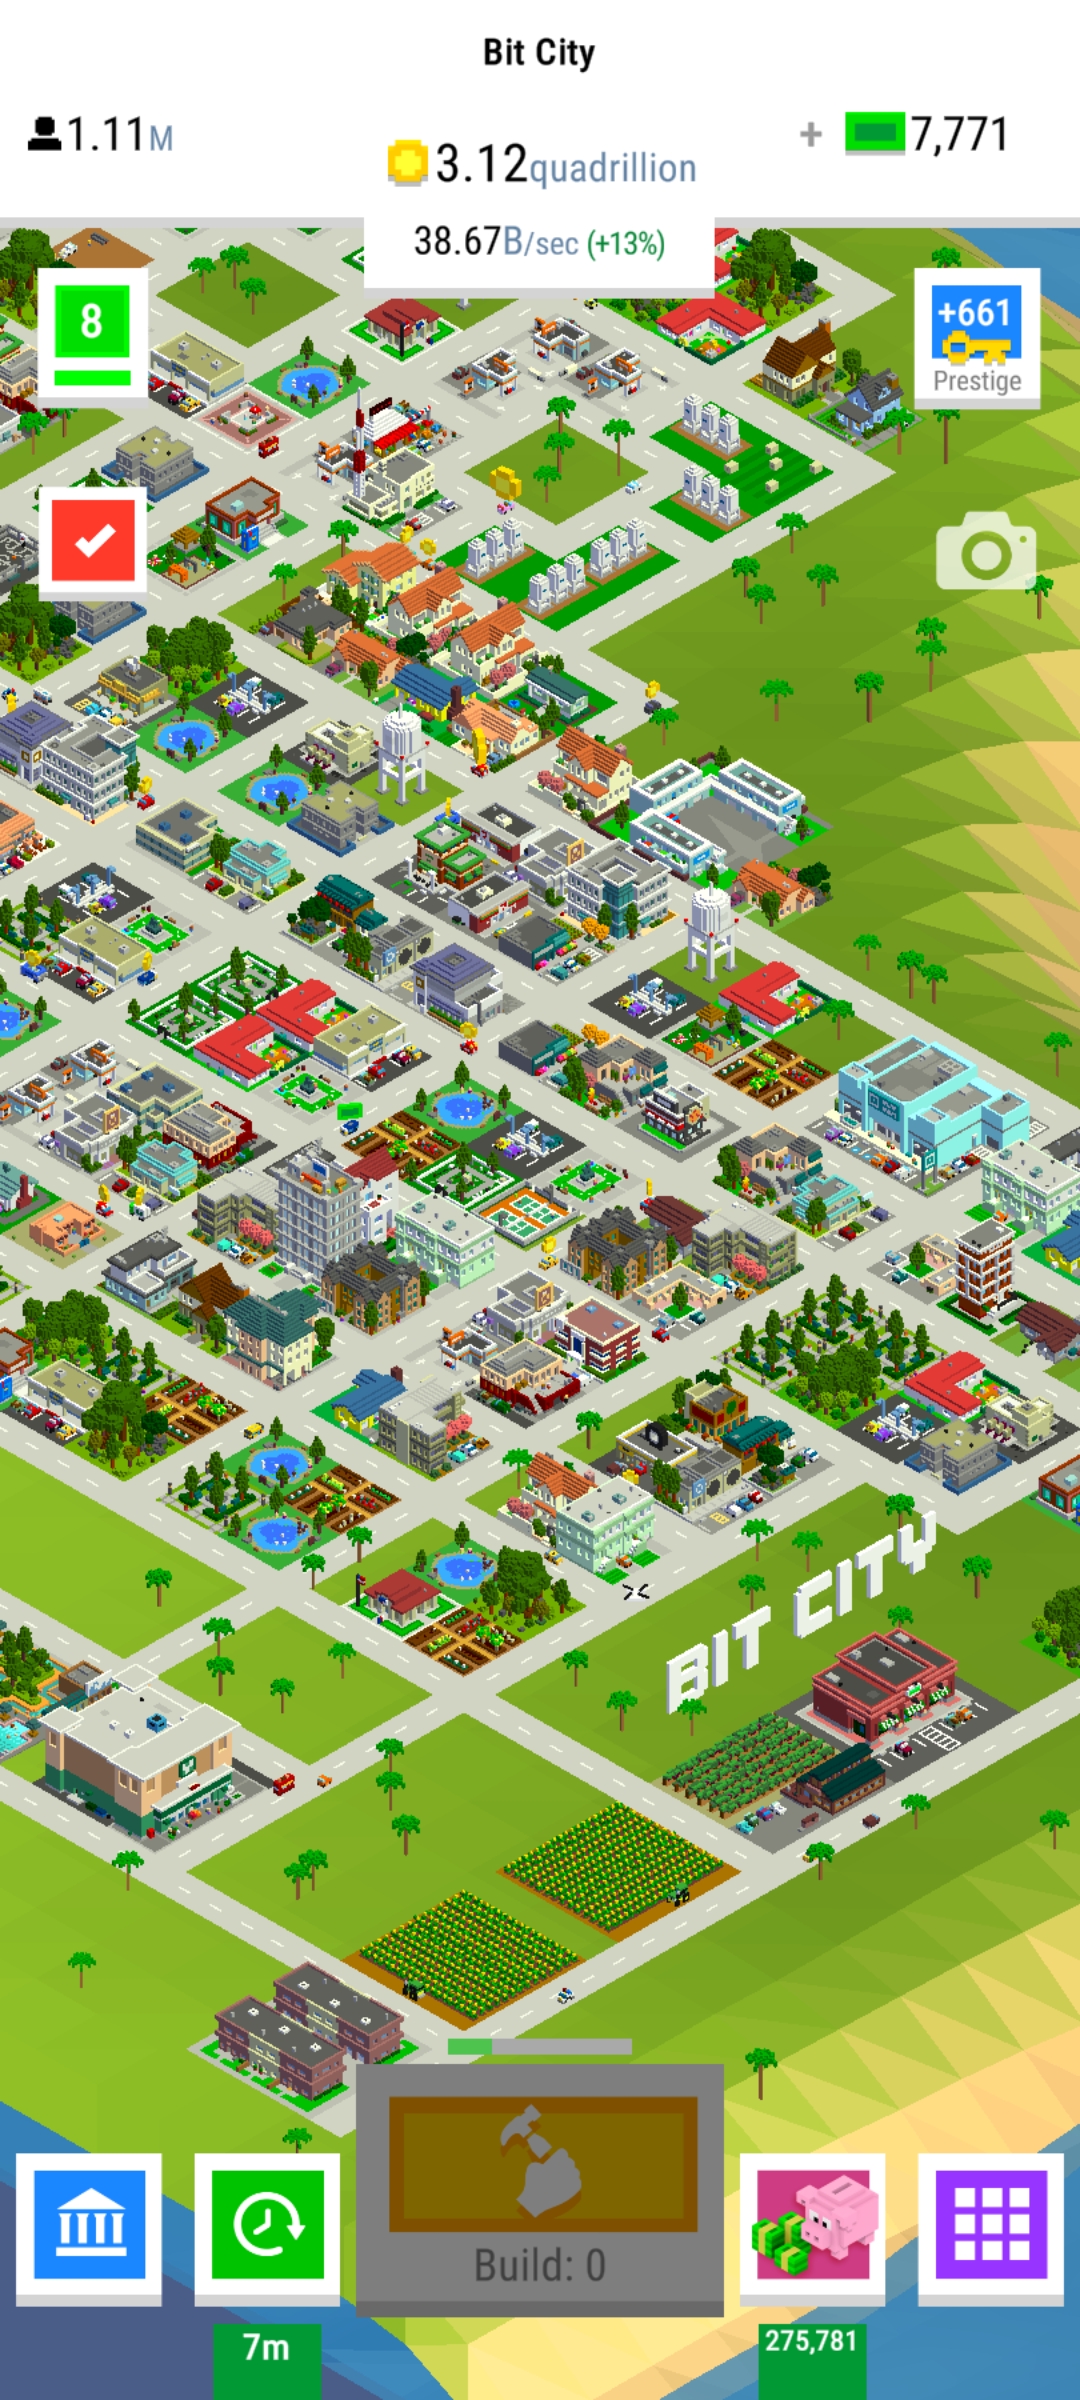 Bit City
1.11M
+ 7,771
3.12quadrillion
38.67B/sec (+13%)
8
+661
Prestige
BIT CITY
Build: 0
7m
275,781